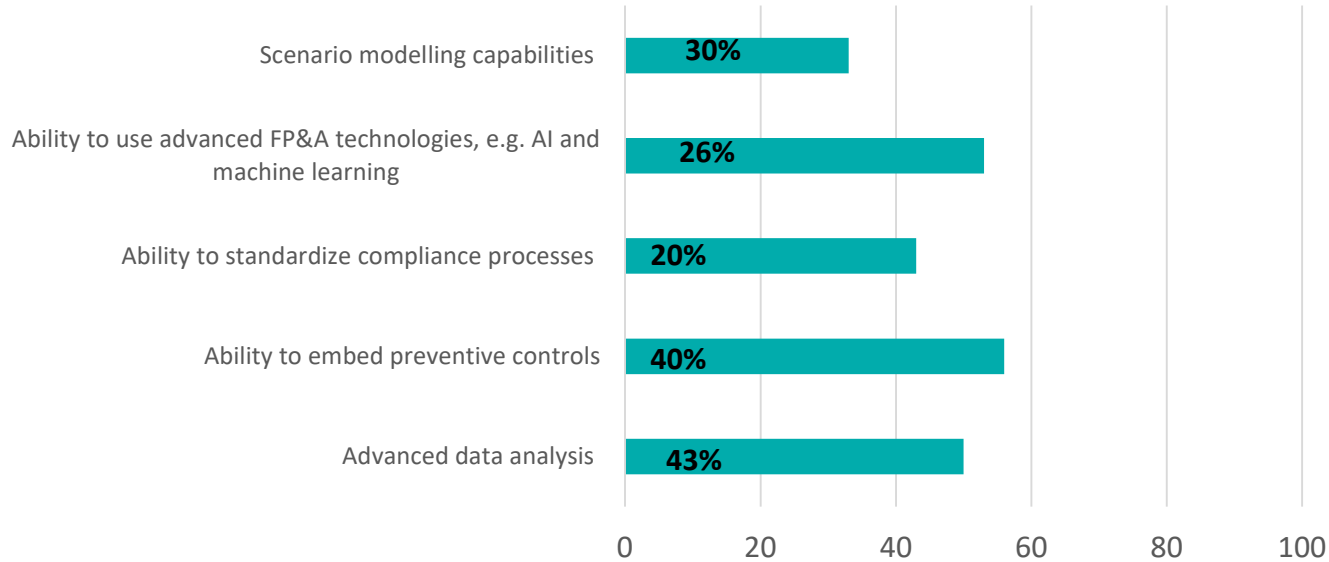 Scenario modelling capabilities
30%
Ability to use advanced FP&A technologies, e.g. AI and
machine learning
26%
Ability to standardize compliance processes
20%
Ability to embed preventive controls
40%
Advanced data analysis
43%
0 20 40 60 80 100